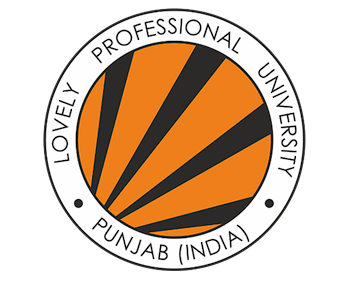 LOVELY PROFESSIONAL UNIVERSITY
PUNJAB (INDIA)